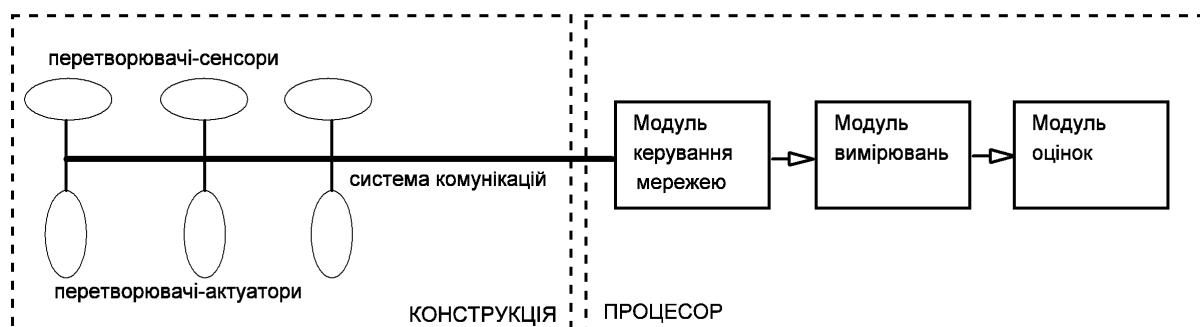 перетворювачі-сенсори
система комунікацій
перетворювачі-актуатори
КОНСТРУКЦІЯ
Модуль
керування
мережею
Модуль
вимірювань
Модуль
оцінок
ПРОЦЕСОР